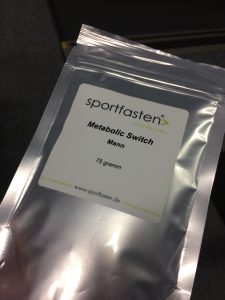 sportfasten
Metabolic Switch
Mann
75 gramm
www.sportfasten.de